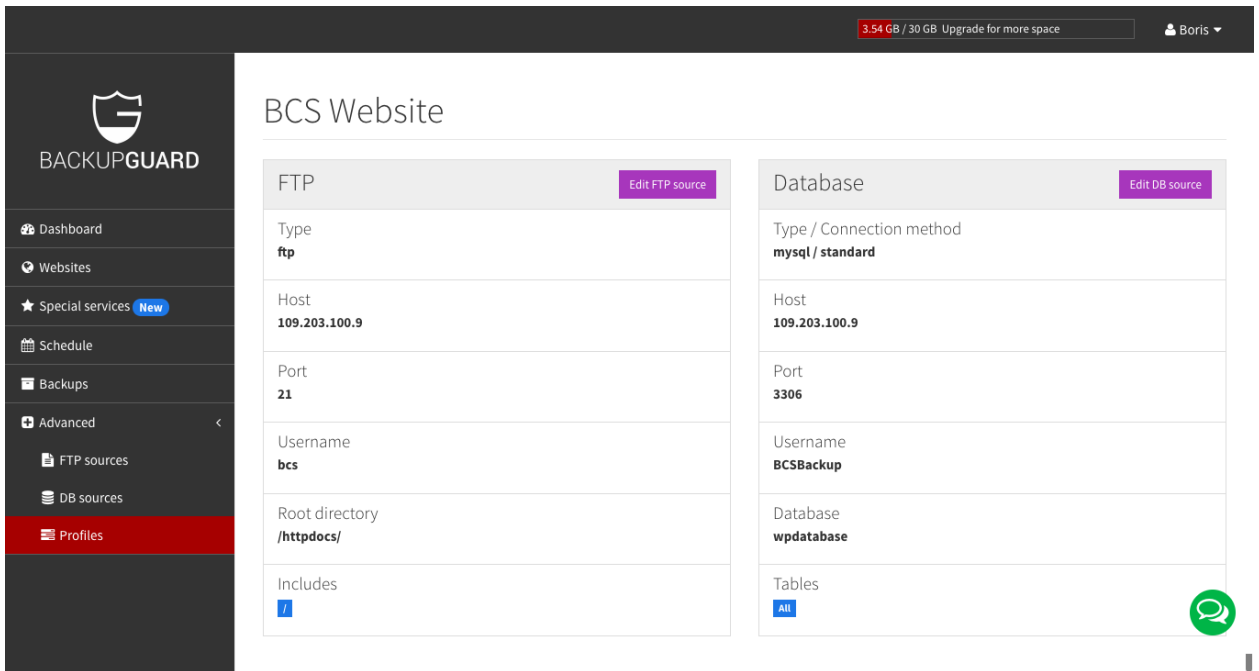 3.54 GB / 30 GB Upgrade for more space
Boris
BACKUPGUARD
Dashboard
Websites
Special services New
Schedule
Backups
Advanced
FTP sources
DB sources
Profiles
BCS Website
FTP
Edit FTP source
Type
ftp
Host
109.203.100.9
Port
21
Username
bcs
Root directory
/httpdocs/
Includes
/
Database
Edit DB source
Type / Connection method
mysql / standard
Host
109.203.100.9
Port
3306
Username
BCSBackup
Database
wpdatabase
Tables
All